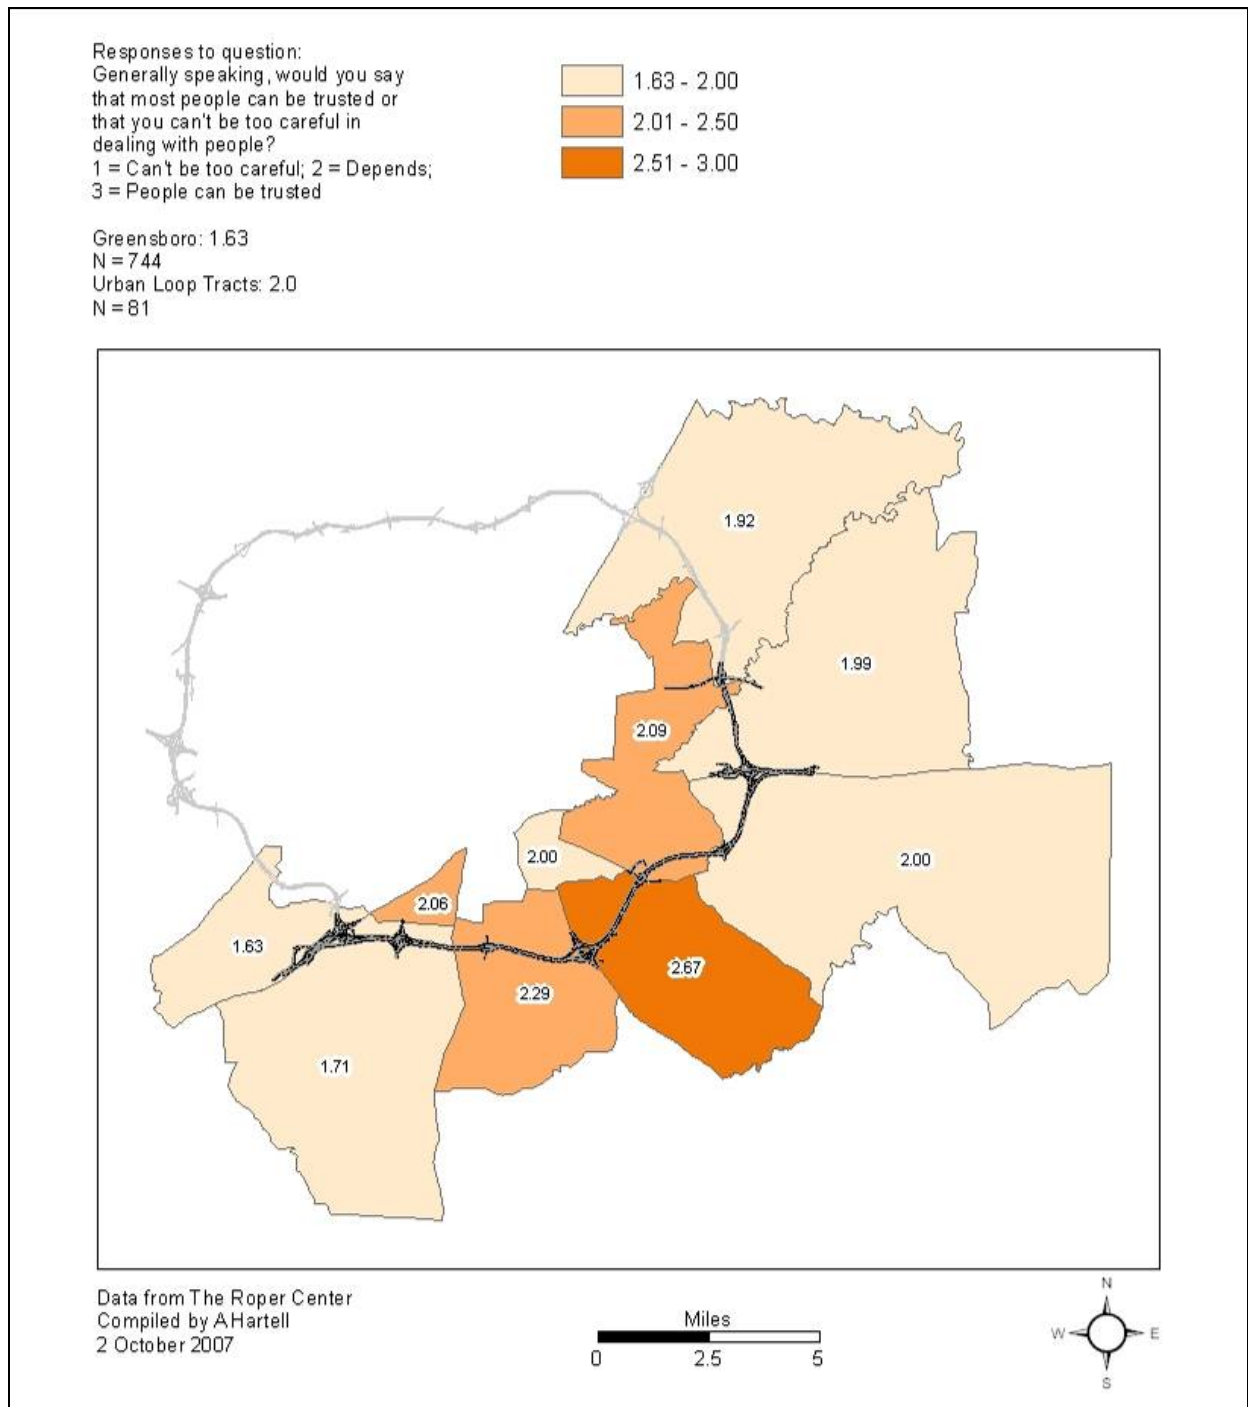 Responses to question:
Generally speaking, would you say
that most people can be trusted or
that you can't be too careful in
dealing with people?
1 = Can't be too careful; 2 = Depends;
3 = People can be trusted
Greensboro: 1.63
N = 744
Urban Loop Tracts: 2.0
N = 81
1.63 - 2.00
2.01 - 2.50
2.51 - 3.00
1.92
1.99
2.09
2.00
2.00
2.06
1.63
2.67
2.29
1.71
Data from The Roper Center
Compiled by AHartell
2 October 2007
Miles
0 2.5 5
N
W E
S